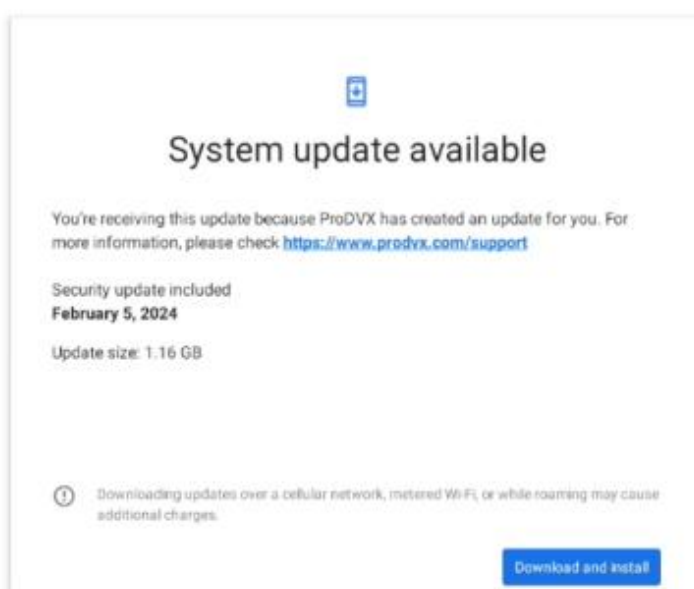 System update available
You're receiving this update because ProDVX has created an update for you. For
more information, please check https://www.prodvx.com/support
Security update included
February 5, 2024
Update size: 1.16 GB
Downloading updates over a cellular network, metered Wi-Fi, or while roaming may cause
additional charges.
Download and install